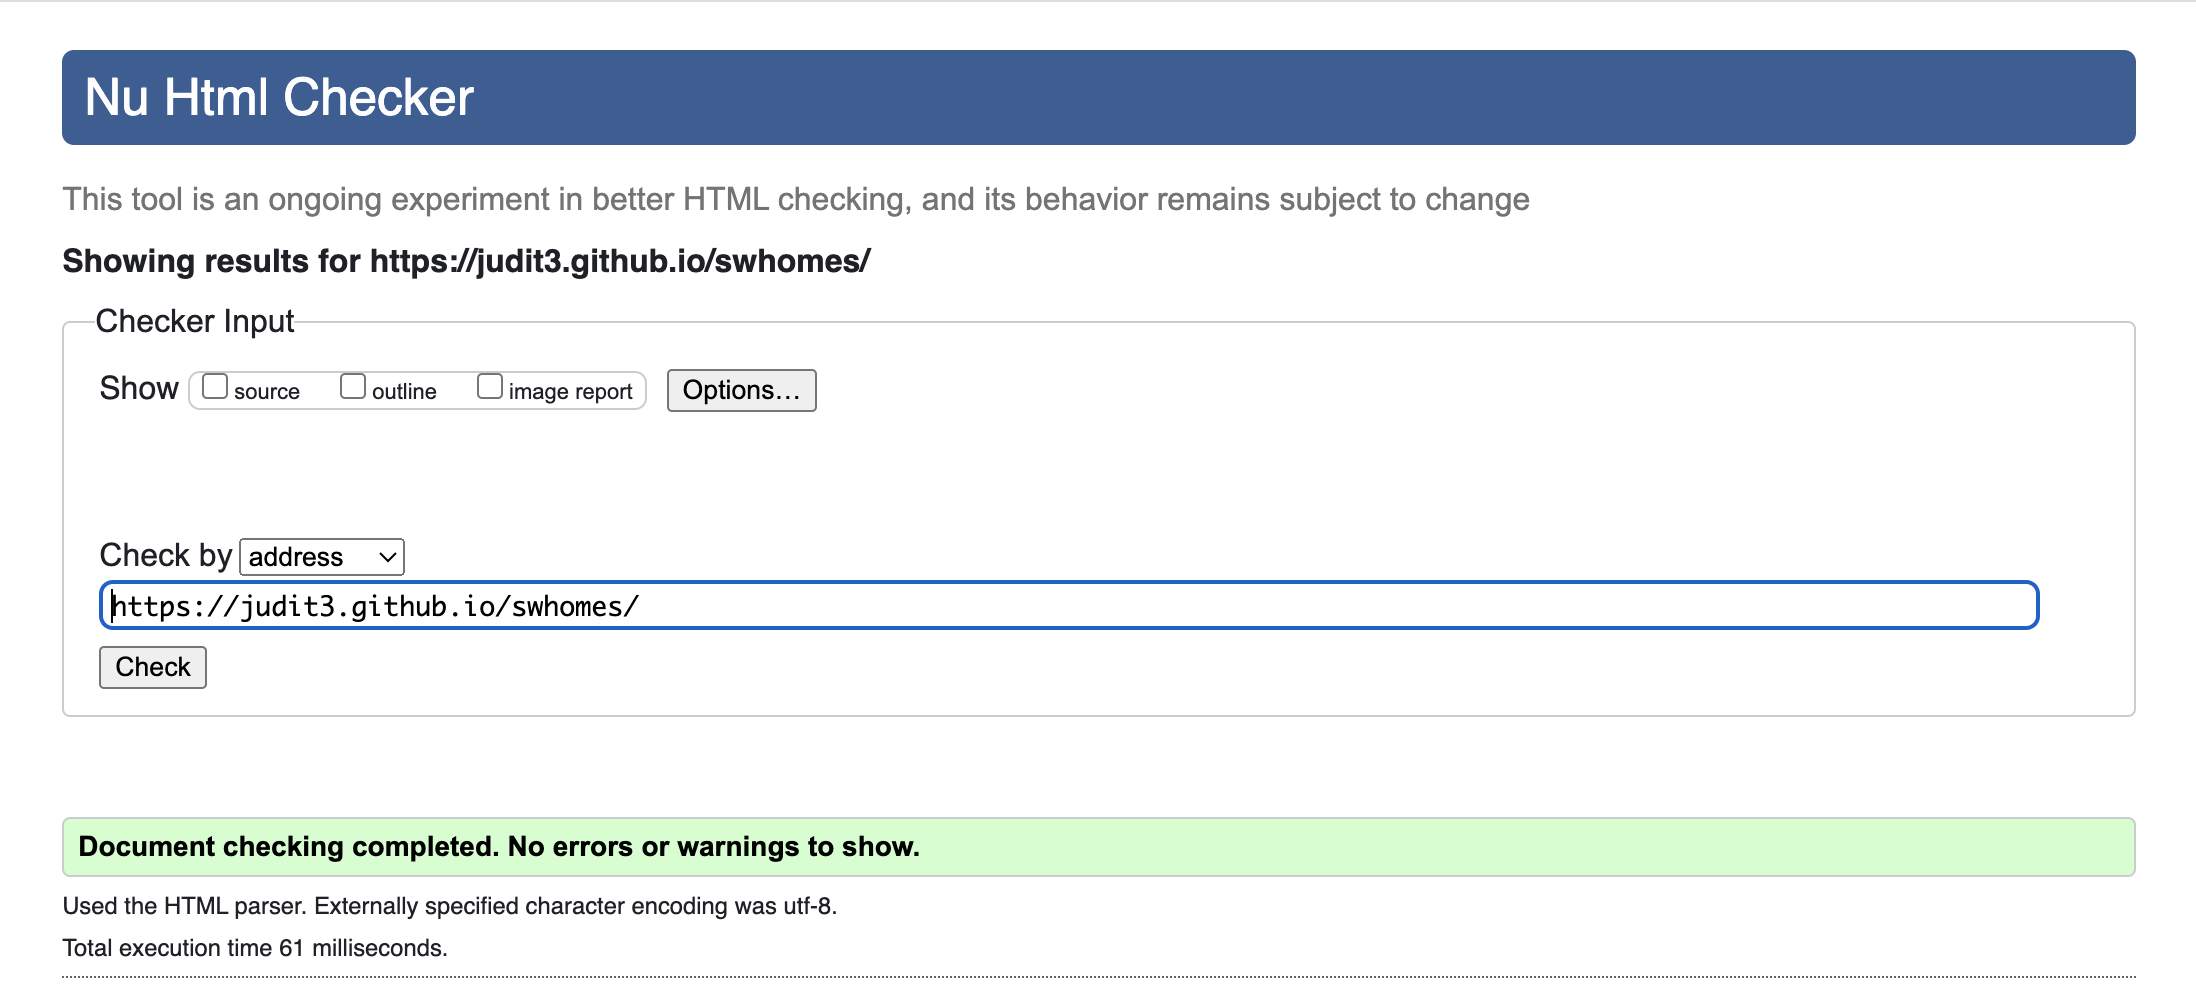 Nu Html Checker
This tool is an ongoing experiment in better HTML checking, and its behavior remains subject to change
Showing results for https://judit3.github.io/swhomes/
Checker Input
Show source outline image report Options...
Check by address
https://judit3.github.io/swhomes/
Check
Document checking completed. No errors or warnings to show.
Used the HTML parser. Externally specified character encoding was utf-8.
Total execution time 61 milliseconds.